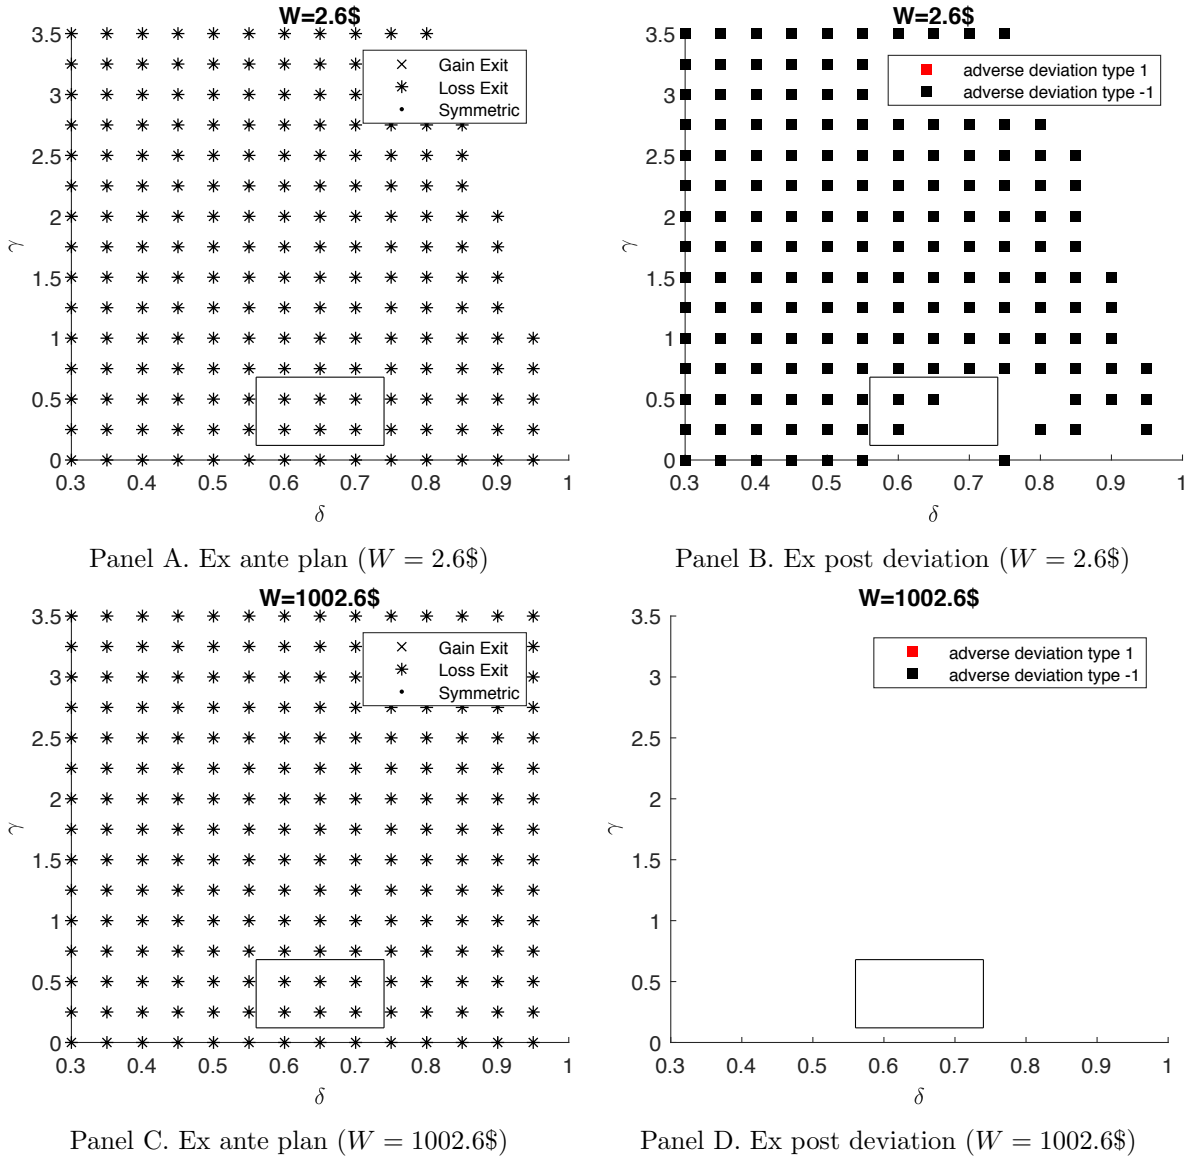 W=2.6$
3.5
3
2.5
2
1.5
1
0.5
0
γ
Gain Exit
Loss Exit
Symmetric
0.3 0.4 0.5 0.6 0.7 0.8 0.9 1
δ
Panel A. Ex ante plan (W = 2.6$)
W=2.6$
3.5
3
2.5
2
1.5
1
0.5
0
γ
adverse deviation type 1
adverse deviation type -1
0.3 0.4 0.5 0.6 0.7 0.8 0.9 1
δ
Panel B. Ex post deviation (W = 2.6$)
W=1002.6$
3.5
3
2.5
2
1.5
1
0.5
0
γ
Gain Exit
Loss Exit
Symmetric
0.3 0.4 0.5 0.6 0.7 0.8 0.9 1
δ
Panel C. Ex ante plan (W = 1002.6$)
W=1002.6$
3.5
3
2.5
2
1.5
1
0.5
0
γ
adverse deviation type 1
adverse deviation type -1
0.3 0.4 0.5 0.6 0.7 0.8 0.9 1
δ
Panel D. Ex post deviation (W = 1002.6$)